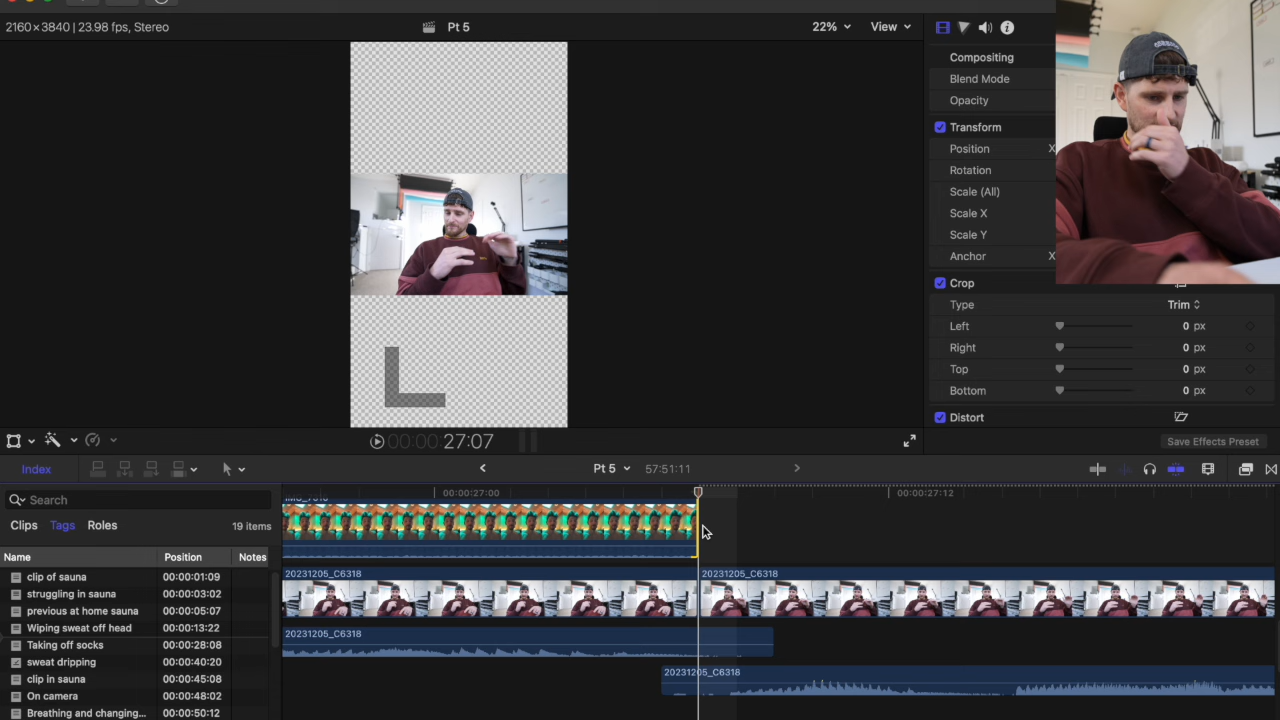 2160×3840 | 23.98 fps, Stereo
Pt 5
22%
View
Compositing
Blend Mode
Opacity
Transform
Position X
Rotation
Scale (All)
Scale X
Scale Y
Anchor X
Crop
Type Trim
Left 0 px
Right 0 px
Top 0 px
Bottom 0 px
Distort
Save Effects Preset
00:00:27:07
Index
Pt 5
57:51:11
Search
Clips Tags Roles 19 items
Name Position Notes
clip of sauna 00:00:01:09
struggling in sauna 00:00:03:02
previous at home sauna 00:00:05:07
Wiping sweat off head 00:00:13:22
Taking off socks 00:00:28:08
sweat dripping 00:00:40:20
clip in sauna 00:00:45:08
On camera 00:00:48:02
Breathing and changing... 00:00:50:12
00:00:27:00
00:00:27:12
20231205_C6318
20231205_C6318
20231205_C6318
20231205_C6318